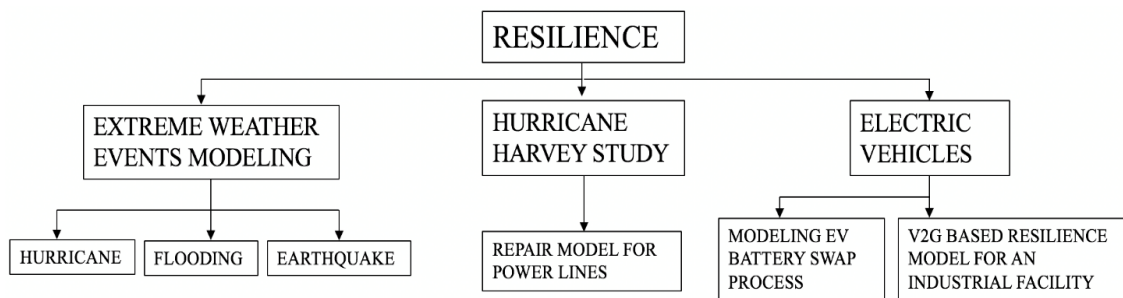 RESILIENCE
EXTREME WEATHER
EVENTS MODELING
HURRICANE
HARVEY STUDY
ELECTRIC
VEHICLES
HURRICANE
FLOODING
EARTHQUAKE
REPAIR MODEL FOR
POWER LINES
MODELING EV
BATTERY SWAP
PROCESS
V2G BASED RESILIENCE
MODEL FOR AN
INDUSTRIAL FACILITY